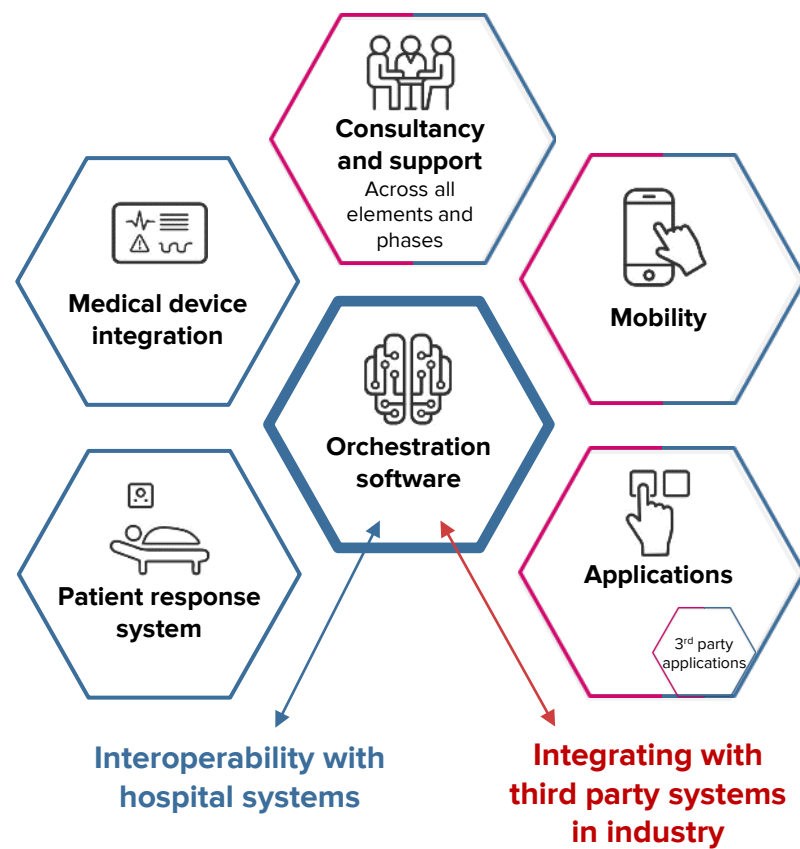 Consultancy
and support
Across all
elements and
phases
Medical device
integration
Mobility
Orchestration
software
Patient response
system
Applications
3rd party
applications
Interoperability with
hospital systems
Integrating with
third party systems
in industry